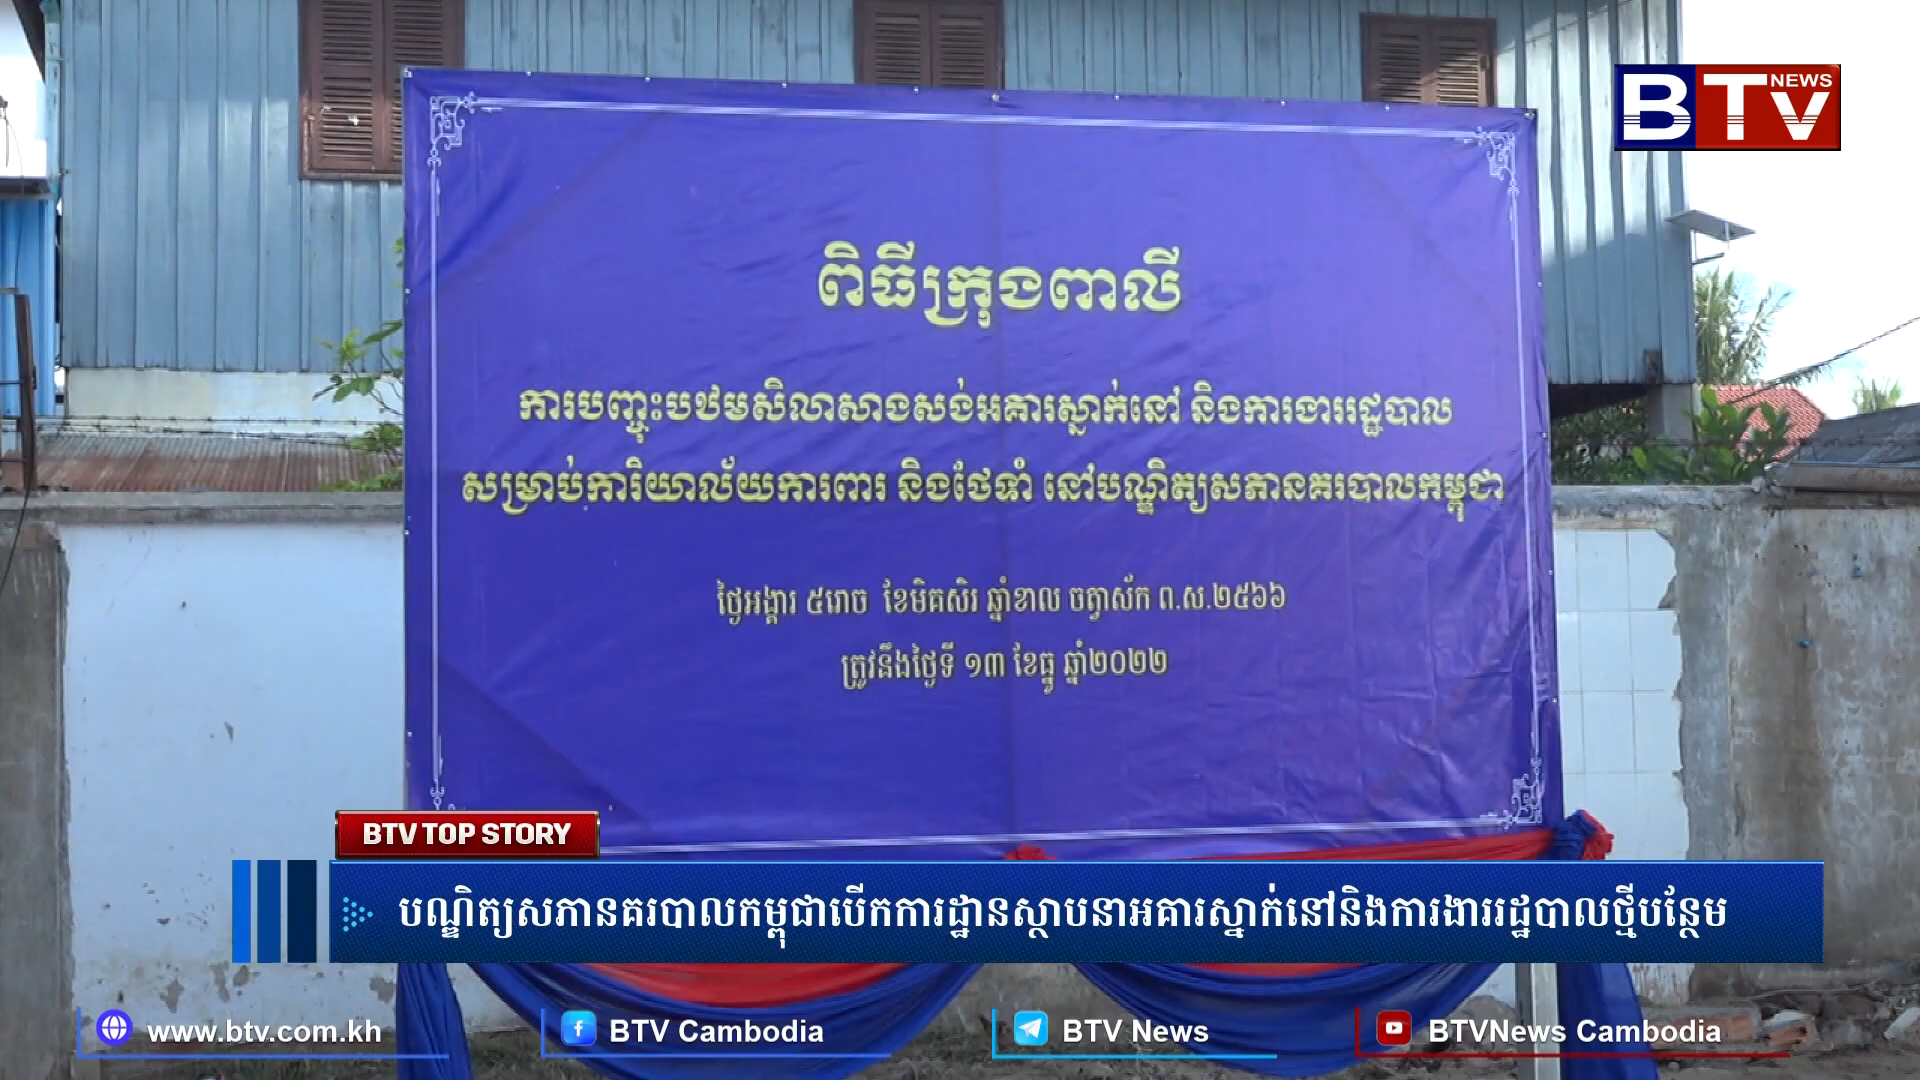 BTV NEWS
ពិធីក្រុងពាលី
ការបញ្ចុះបឋមសិលាសាងសង់អគារស្នាក់នៅ និងការងាររដ្ឋបាល
សម្រាប់ការិយាល័យការពារ និងថែទាំ នៅបណ្ឌិត្យសភានគរបាលកម្ពុជា
ថ្ងៃអង្គារ ៥រោច ខែមិគសិរ ឆ្នាំខាល ចត្វាស័ក ព.ស.២៥៦៦
ត្រូវនឹងថ្ងៃទី ១៣ ខែធ្នូ ឆ្នាំ២០២២
BTV TOP STORY
បណ្ឌិត្យសភានគរបាលកម្ពុជាបើកការដ្ឋានស្ថាបនាអគារស្នាក់នៅនិងការងាររដ្ឋបាលថ្មីបន្ថែម
www.btv.com.kh
BTV Cambodia
BTV News
BTVNews Cambodia